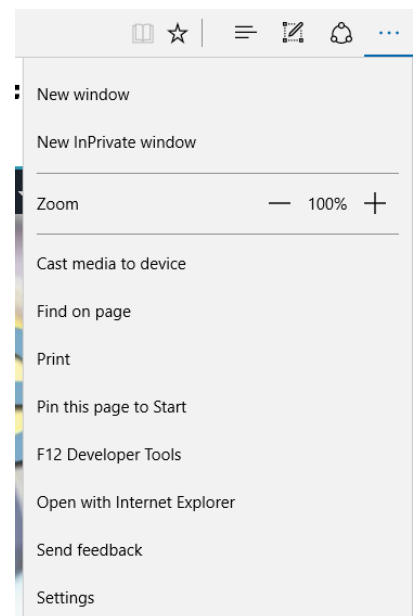 New window
New InPrivate window
Zoom
100%
Cast media to device
Find on page
Print
Pin this page to Start
F12 Developer Tools
Open with Internet Explorer
Send feedback
Settings